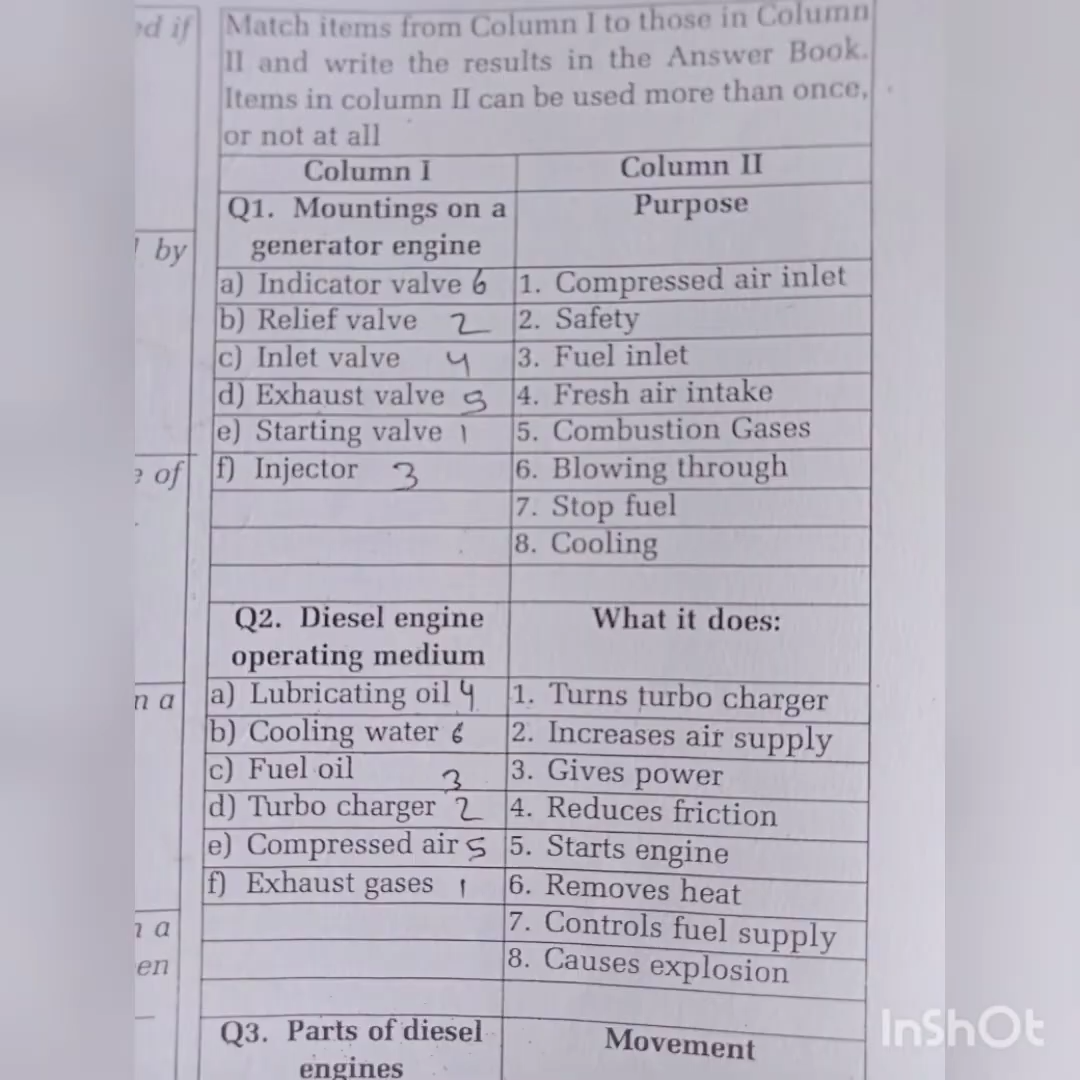 ed if
Match items from Column I to those in Column
II and write the results in the Answer Book.
Items in column II can be used more than once,
or not at all
Column I Column II
Q1. Mountings on a Purpose
by
generator engine
a) Indicator valve 6 1. Compressed air inlet
b) Relief valve 2 2. Safety
c) Inlet valve 4 3. Fuel inlet
d) Exhaust valve 5 4. Fresh air intake
e) Starting valve 1 5. Combustion Gases
of
f) Injector 3 6. Blowing through
7. Stop fuel
8. Cooling
Q2. Diesel engine What it does:
operating medium
n a
a) Lubricating oil 4 1. Turns turbo charger
b) Cooling water 6 2. Increases air supply
c) Fuel oil 3 3. Gives power
d) Turbo charger 2 4. Reduces friction
e) Compressed air 5 5. Starts engine
f) Exhaust gases 1 6. Removes heat
a
7. Controls fuel supply
en
8. Causes explosion
Q3. Parts of diesel Movement
engines
InShOt